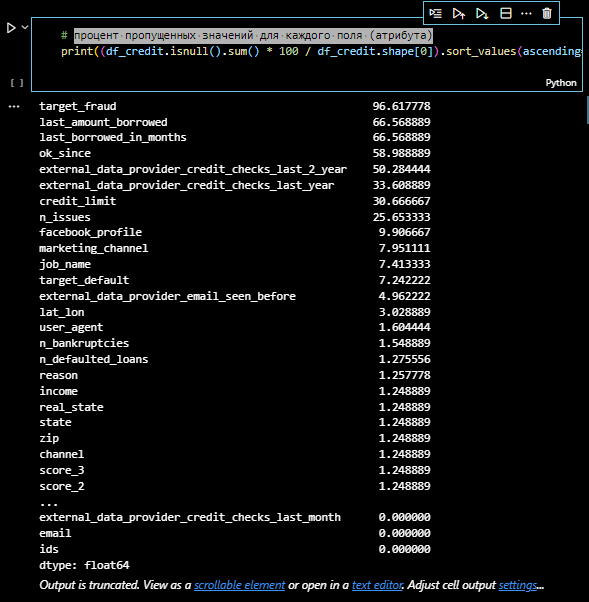 # процент пропущенных значений для каждого поля (атрибута)
print((df_credit.isnull().sum() * 100 / df_credit.shape[0]).sort_values(ascending=
[ ]
Python
target_fraud 96.617778
last_amount_borrowed 66.568889
last_borrowed_in_months 66.568889
ok_since 58.988889
external_data_provider_credit_checks_last_2_year 50.284444
external_data_provider_credit_checks_last_year 33.608889
credit_limit 30.666667
n_issues 25.653333
facebook_profile 9.906667
marketing_channel 7.951111
job_name 7.413333
target_default 7.242222
external_data_provider_email_seen_before 4.962222
lat_lon 3.028889
user_agent 1.604444
n_bankruptcies 1.548889
n_defaulted_loans 1.275556
reason 1.257778
income 1.248889
real_state 1.248889
state 1.248889
zip 1.248889
channel 1.248889
score_3 1.248889
score_2 1.248889
...
external_data_provider_credit_checks_last_month 0.000000
email 0.000000
ids 0.000000
dtype: float64
Output is truncated. View as a scrollable element or open in a text editor. Adjust cell output settings...